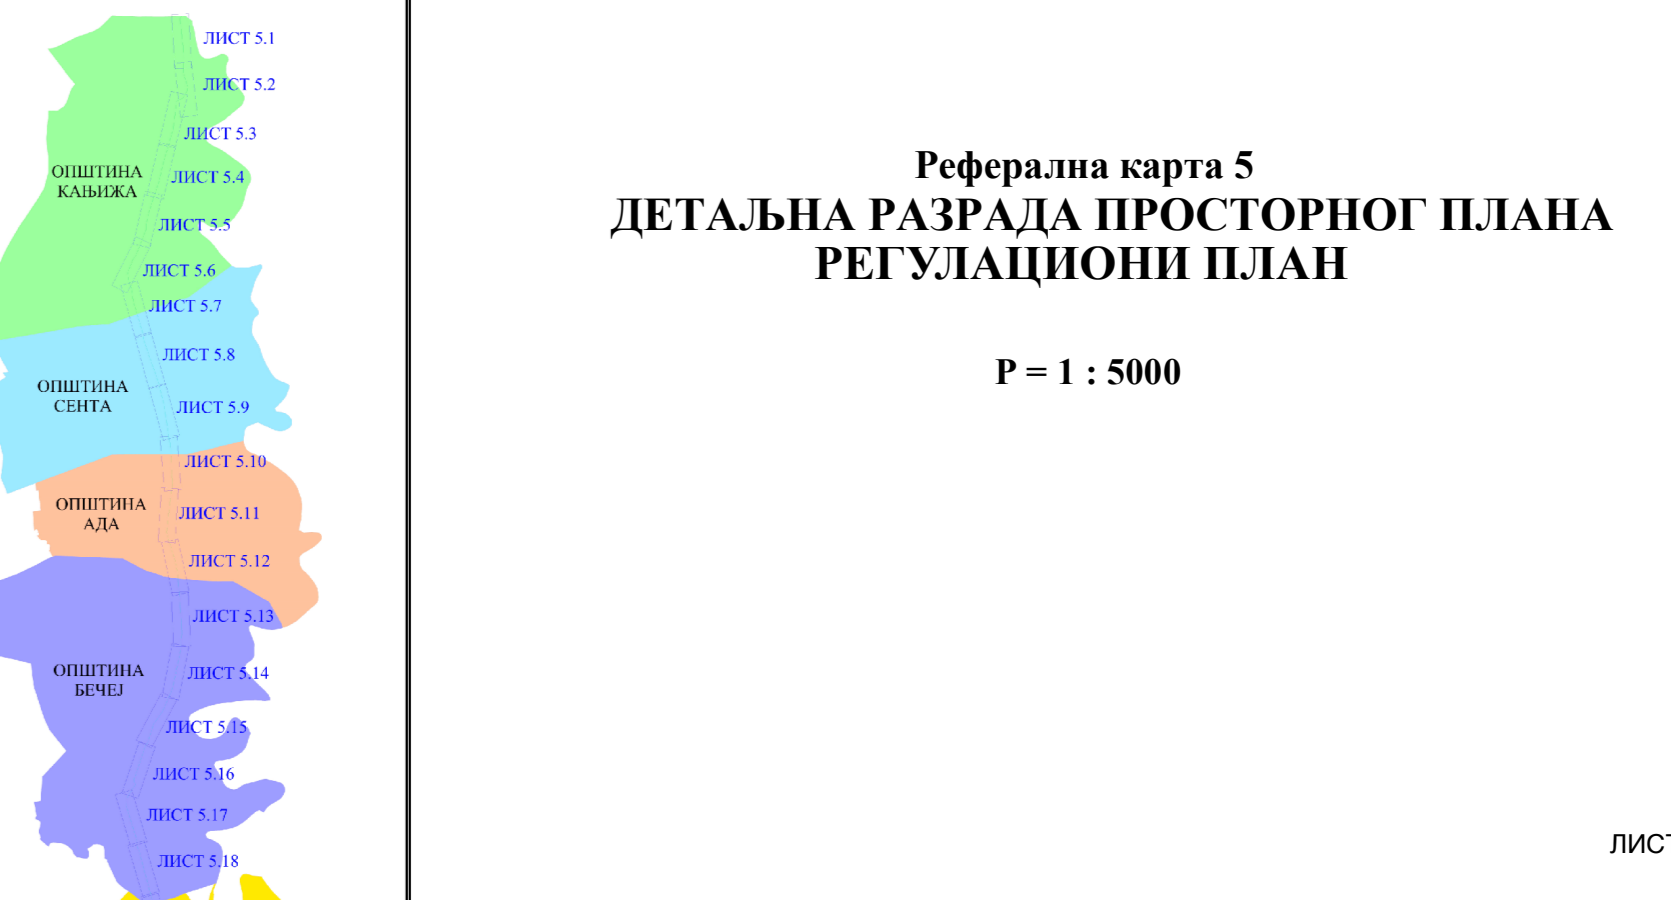 ЛИСТ 5.1
ЛИСТ 5.2
ЛИСТ 5.3
ОПШТИНА
КАЊИЖА
ЛИСТ 5.4
ЛИСТ 5.5
ЛИСТ 5.6
ЛИСТ 5.7
ЛИСТ 5.8
ОПШТИНА
СЕНТА
ЛИСТ 5.9
ЛИСТ 5.10
ОПШТИНА
АДА
ЛИСТ 5.11
ЛИСТ 5.12
ЛИСТ 5.13
ОПШТИНА
БЕЧЕЈ
ЛИСТ 5.14
ЛИСТ 5.15
ЛИСТ 5.16
ЛИСТ 5.17
ЛИСТ 5.18
Реферална карта 5
ДЕТАЉНА РАЗРАДА ПРОСТОРНОГ ПЛАНА
РЕГУЛАЦИОНИ ПЛАН
Р = 1 : 5000
ЛИСТ